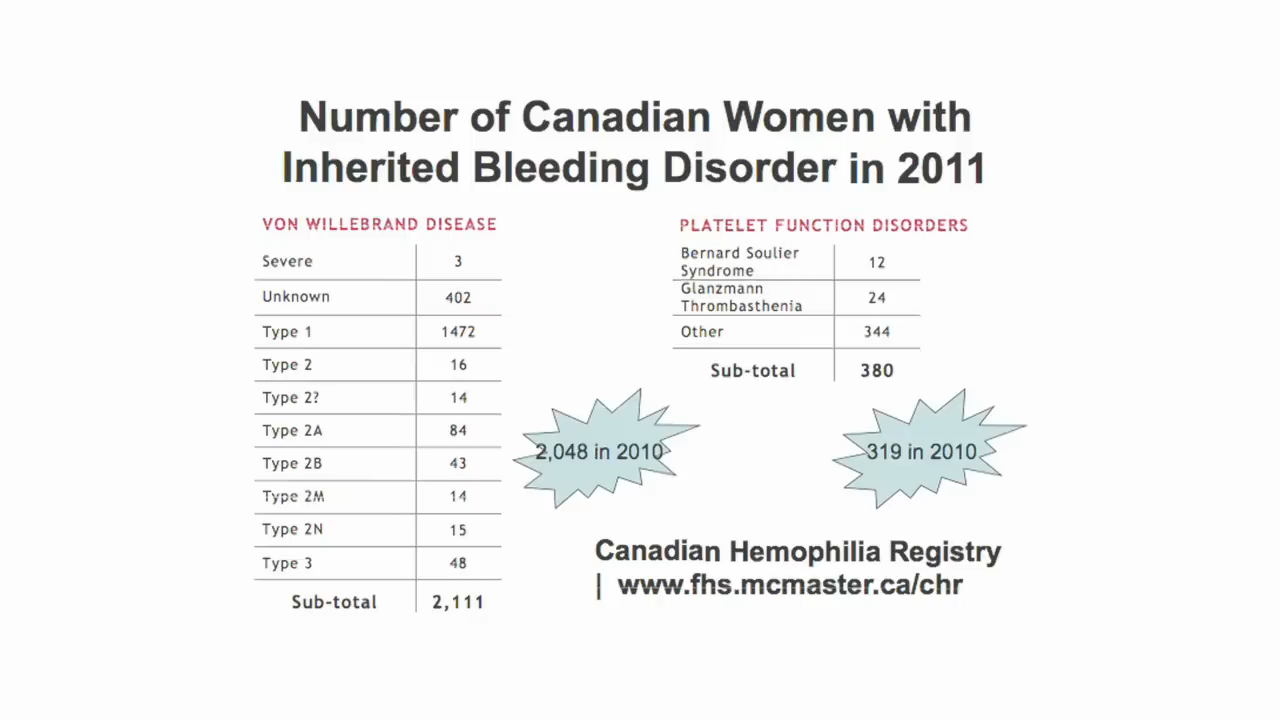 Number of Canadian Women with
Inherited Bleeding Disorder in 2011
VON WILLEBRAND DISEASE
Severe 3
Unknown 402
Type 1 1472
Type 2 16
Type 2? 14
Type 2A 84
Type 2B 43
Type 2M 14
Type 2N 15
Type 3 48
Sub-total 2,111
2,048 in 2010
PLATELET FUNCTION DISORDERS
Bernard Soulier
Syndrome 12
Glanzmann
Thrombasthenia 24
Other 344
Sub-total 380
319 in 2010
Canadian Hemophilia Registry
| www.fhs.mcmaster.ca/chr